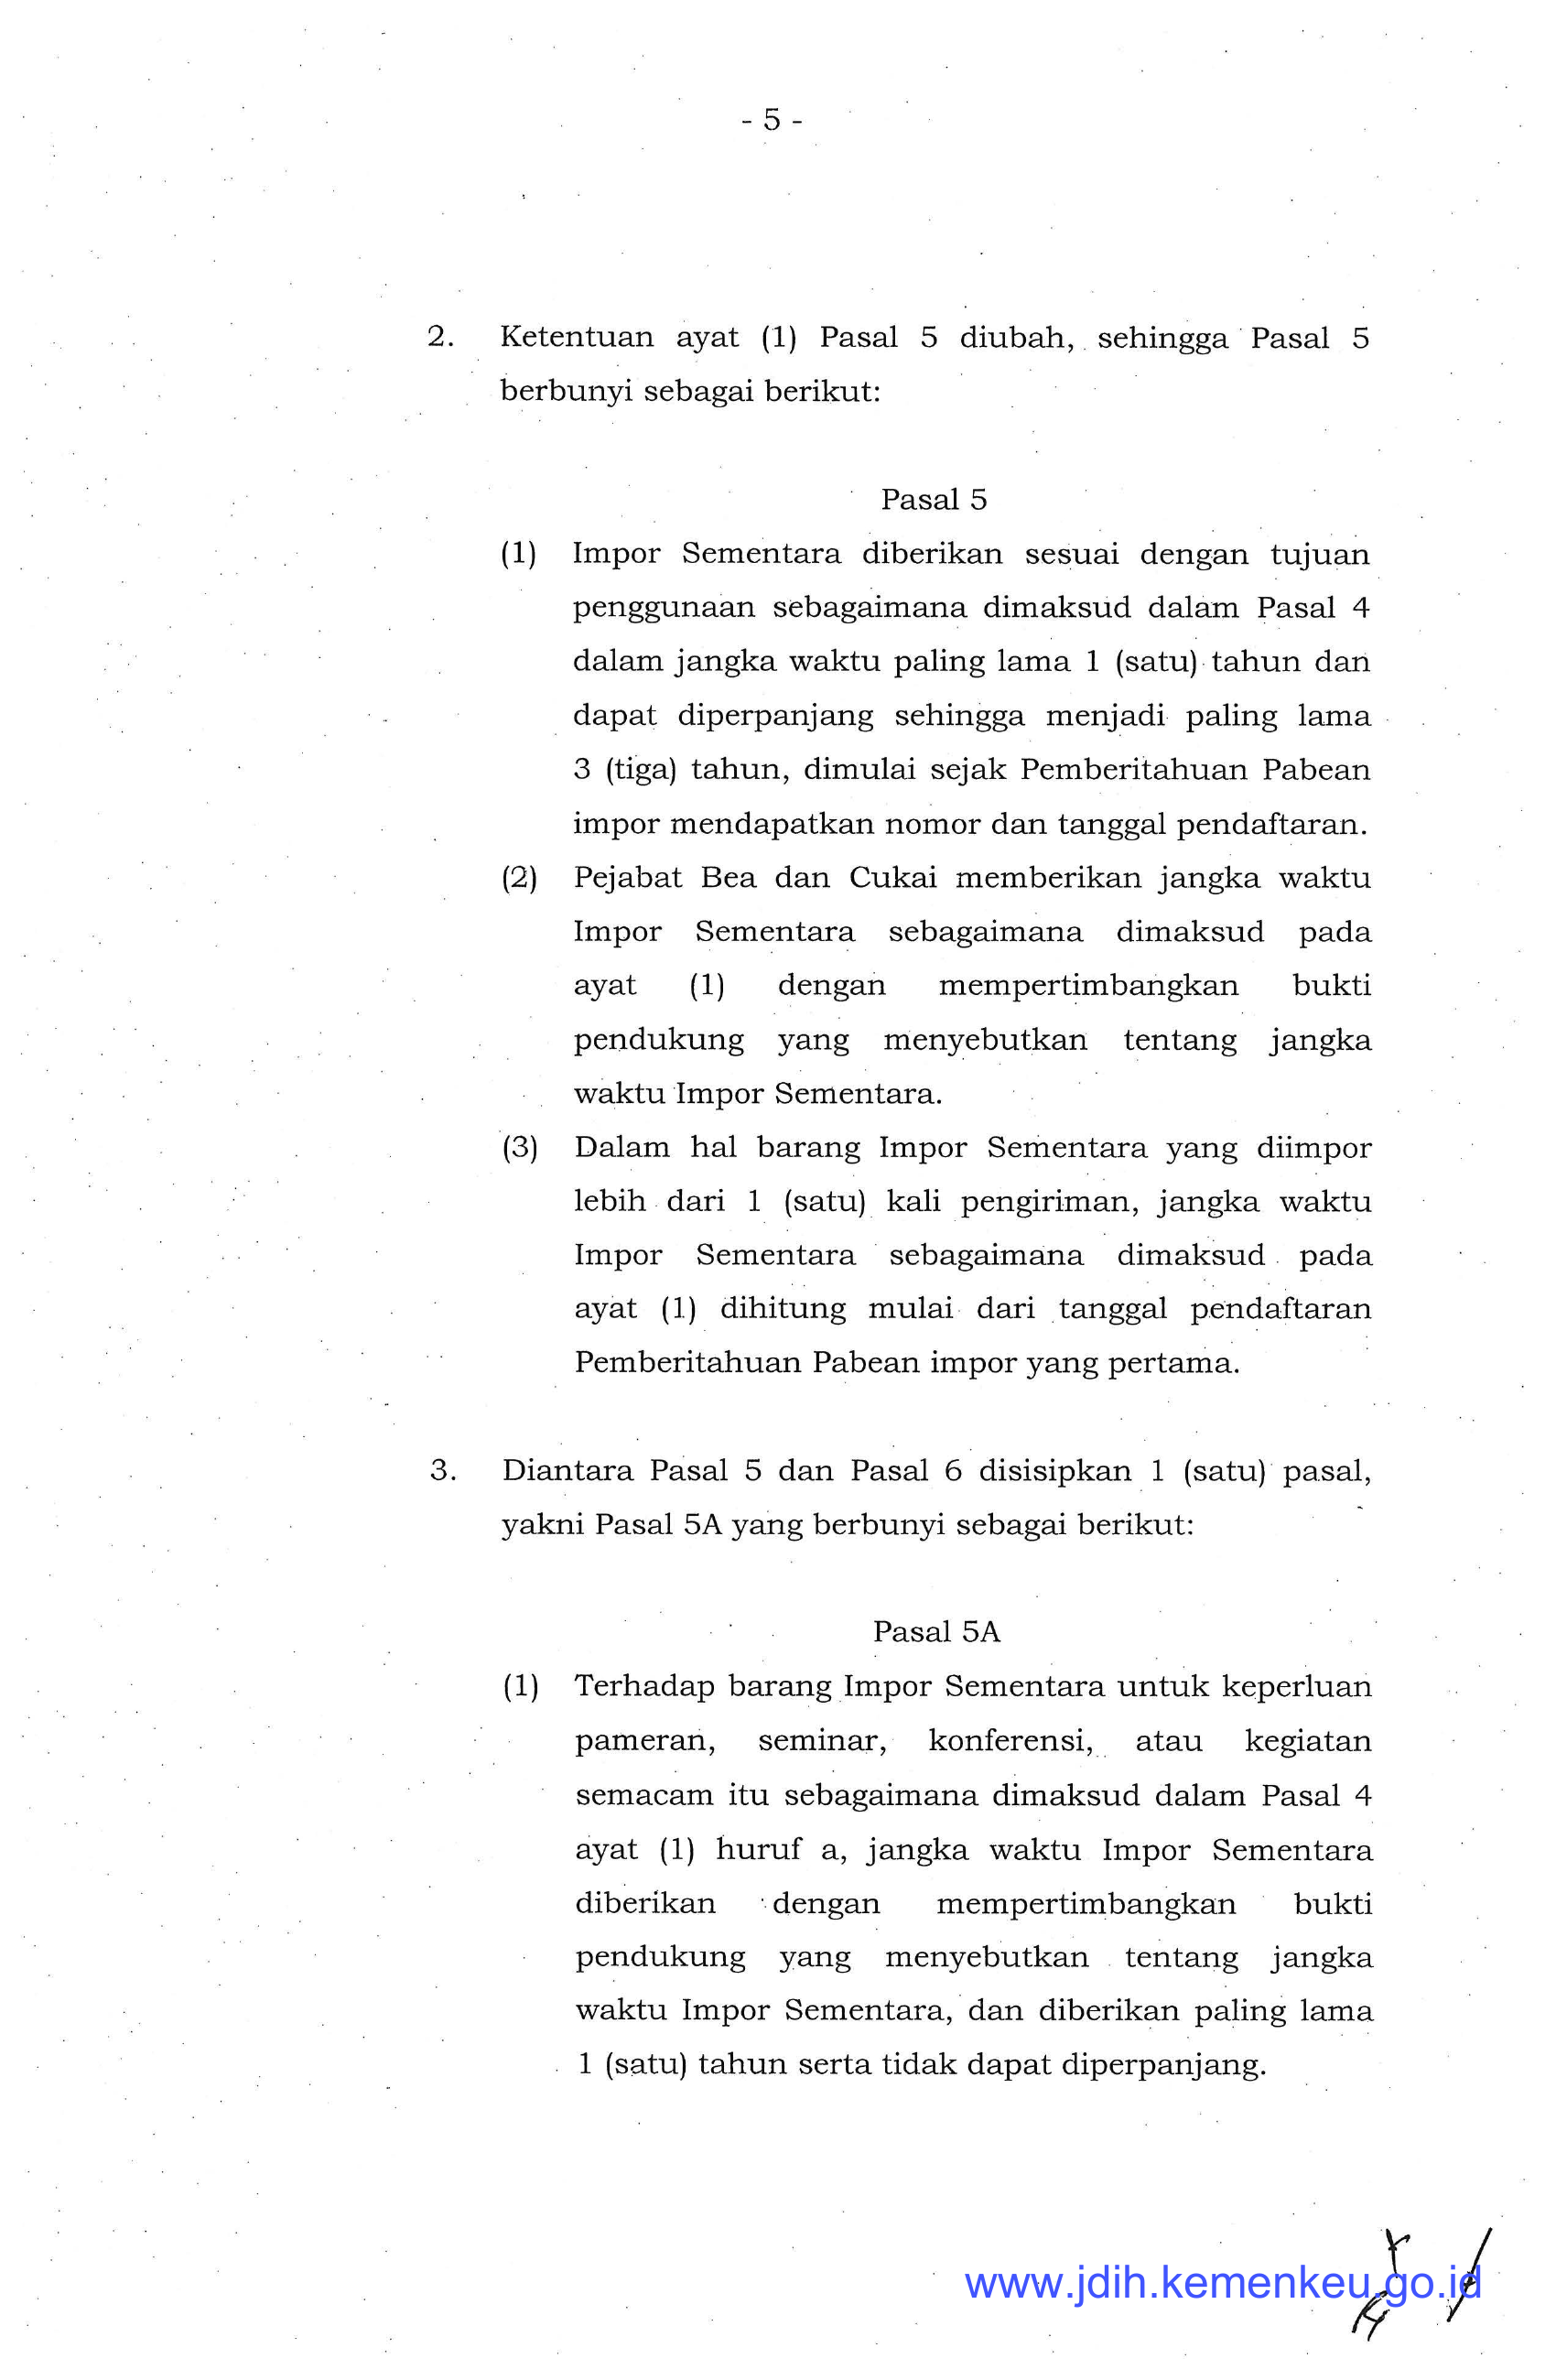 - 5 -
2. Ketentuan ayat (1) Pasal 5 diubah, sehingga Pasal 5
berbunyi sebagai berikut:
Pasal 5
(1) Impor Sementara diberikan sesuai dengan tujuan
penggunaan sebagaimana dimaksud dalam Pasal 4
dalam jangka waktu paling lama 1 (satu) tahun dan
dapat diperpanjang sehingga menjadi paling lama
3 (tiga) tahun, dimulai sejak Pemberitahuan Pabean
impor mendapatkan nomor dan tanggal pendaftaran.
(2) Pejabat Bea dan Cukai memberikan jangka waktu
Impor Sementara sebagaimana dimaksud pada
ayat (1) dengan mempertimbangkan bukti
pendukung yang menyebutkan tentang jangka
waktu Impor Sementara.
(3) Dalam hal barang Impor Sementara yang diimpor
lebih dari 1 (satu) kali pengiriman, jangka waktu
Impor Sementara sebagaimana dimaksud pada
ayat (1) dihitung mulai dari tanggal pendaftaran
Pemberitahuan Pabean impor yang pertama.
3. Diantara Pasal 5 dan Pasal 6 disisipkan 1 (satu) pasal,
yakni Pasal 5A yang berbunyi sebagai berikut:
Pasal 5A
(1) Terhadap barang Impor Sementara untuk keperluan
pameran, seminar, konferensi, atau kegiatan
semacam itu sebagaimana dimaksud dalam Pasal 4
ayat (1) huruf a, jangka waktu Impor Sementara
diberikan dengan mempertimbangkan bukti
pendukung yang menyebutkan tentang jangka
waktu Impor Sementara, dan diberikan paling lama
1 (satu) tahun serta tidak dapat diperpanjang.
www.jdih.kemenkeu.go.id